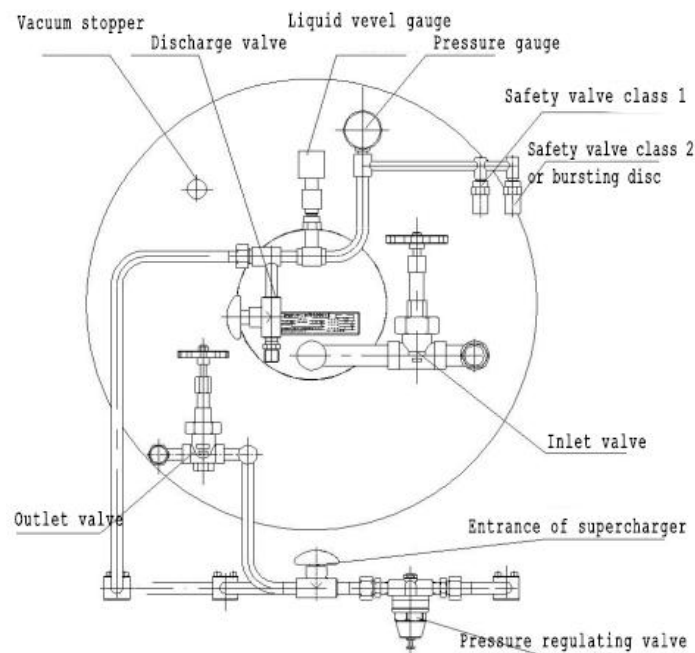 Vacuum stopper
Liquid vevel gauge
Discharge valve
Pressure gauge
Safety valve class 1
Safety valve class 2
or bursting disc
Inlet valve
Outlet valve
Entrance of supercharger
Pressure regulating valve